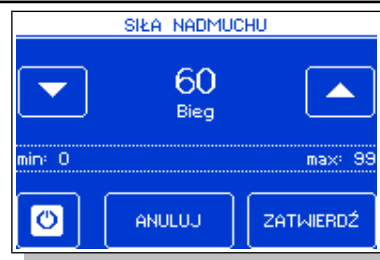 SIŁA NADMUCHU
60
Bieg
min: 0 max: 99
ANULUJ ZATWIERDŹ